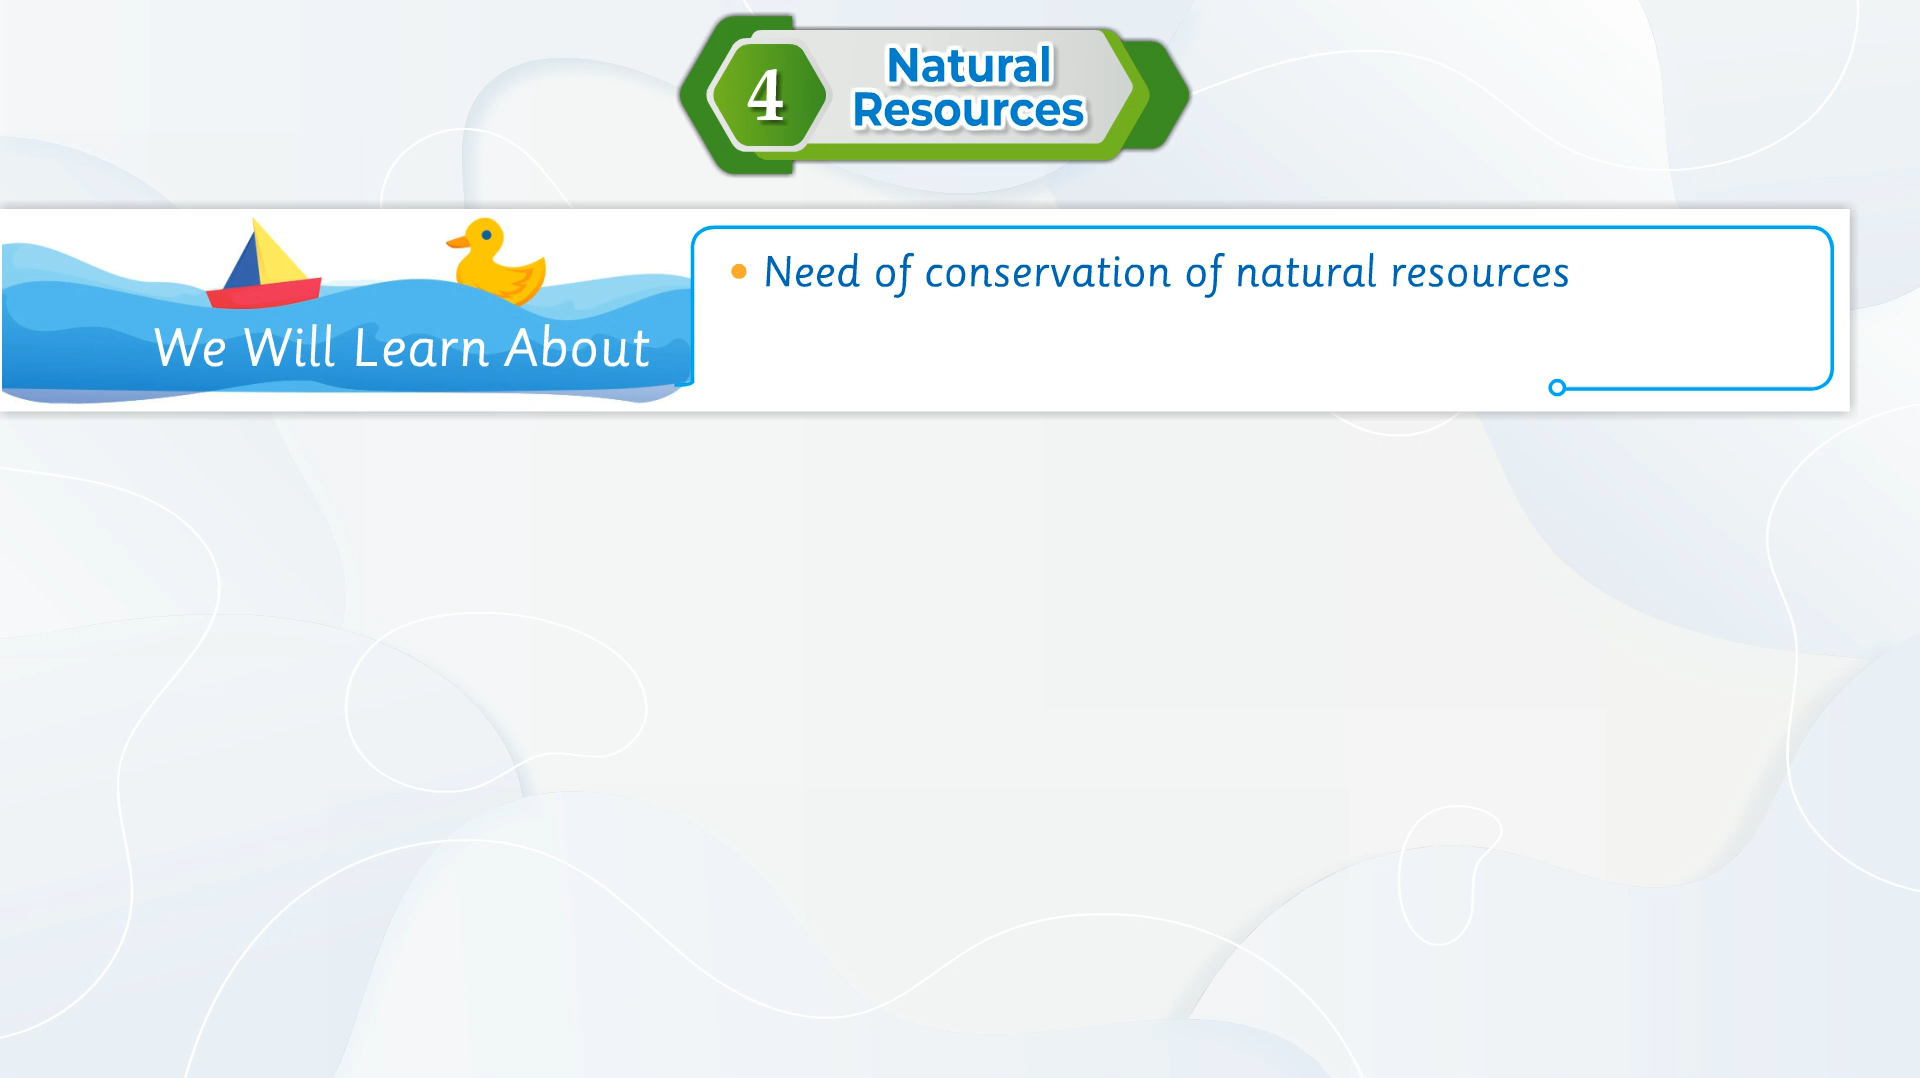 4
Natural
Resources
We Will Learn About
• Need of conservation of natural resources